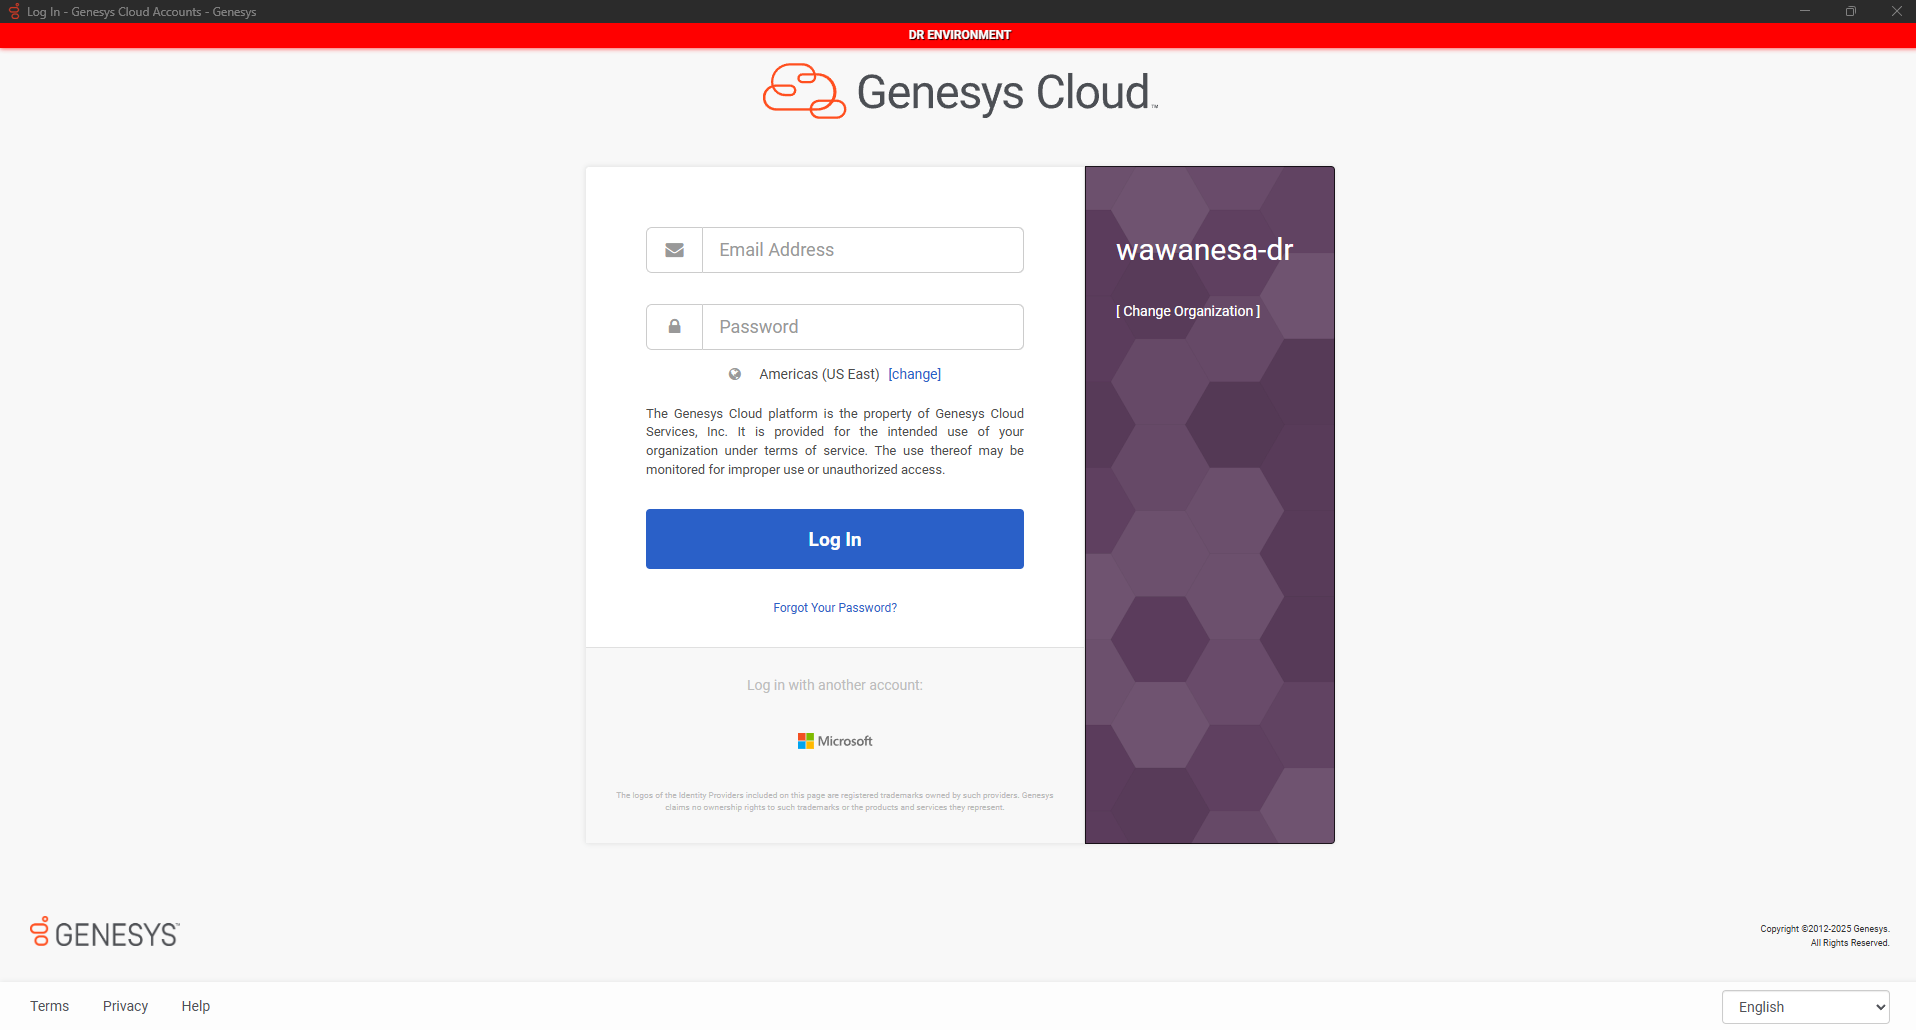 Log In - Genesys Cloud Accounts - Genesys
DR ENVIRONMENT
Genesys Cloud™
Email Address
Password
Americas (US East) [change]
The Genesys Cloud platform is the property of Genesys Cloud
Services, Inc. It is provided for the intended use of your
organization under terms of service. The use thereof may be
monitored for improper use or unauthorized access.
Log In
Forgot Your Password?
Log in with another account:
Microsoft
The logos of the Identity Providers included on this page are registered trademarks owned by such providers. Genesys
claims no ownership rights to such trademarks or the products and services they represent.
wawanesa-dr
[ Change Organization ]
GENESYS™
Copyright ©2012-2025 Genesys.
All Rights Reserved.
Terms
Privacy
Help
English